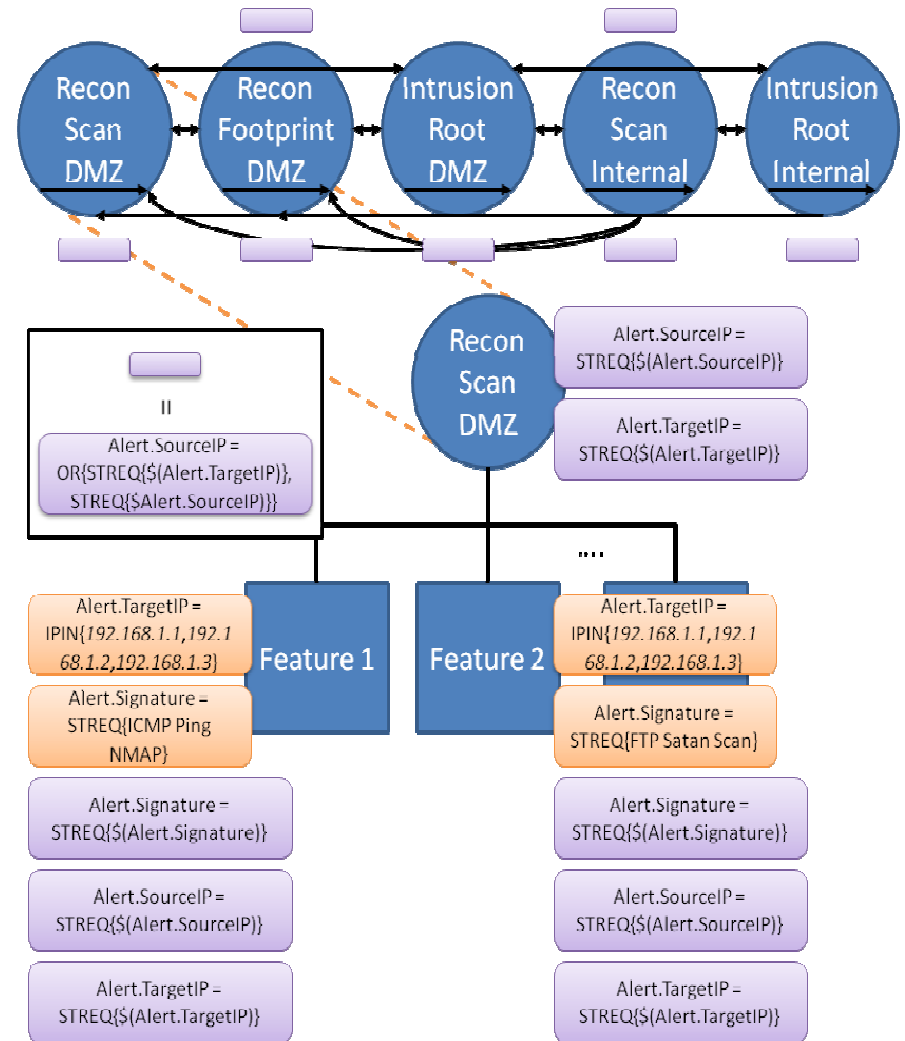 Recon
Scan
DMZ
Recon
Footprint
DMZ
Intrusion
Root
DMZ
Recon
Scan
Internal
Intrusion
Root
Internal
Recon
Scan
DMZ
Alert.SourceIP =
STREQ{$(Alert.SourceIP)}
Alert.TargetIP =
STREQ{$(Alert.TargetIP)}
=
Alert.SourceIP =
OR{STREQ{$(Alert.TargetIP)},
STREQ{$Alert.SourceIP)}}
....
Alert.TargetIP =
IPIN{192.168.1.1,192.1
68.1.2,192.168.1.3}
Feature 1
Feature 2
Alert.TargetIP =
IPIN{192.168.1.1,192.1
68.1.2,192.168.1.3}
Alert.Signature =
STREQ{ICMP Ping
NMAP}
Alert.Signature =
STREQ{FTP Satan Scan}
Alert.Signature =
STREQ{$(Alert.Signature)}
Alert.Signature =
STREQ{$(Alert.Signature)}
Alert.SourceIP =
STREQ{$(Alert.SourceIP)}
Alert.SourceIP =
STREQ{$(Alert.SourceIP)}
Alert.TargetIP =
STREQ{$(Alert.TargetIP)}
Alert.TargetIP =
STREQ{$(Alert.TargetIP)}